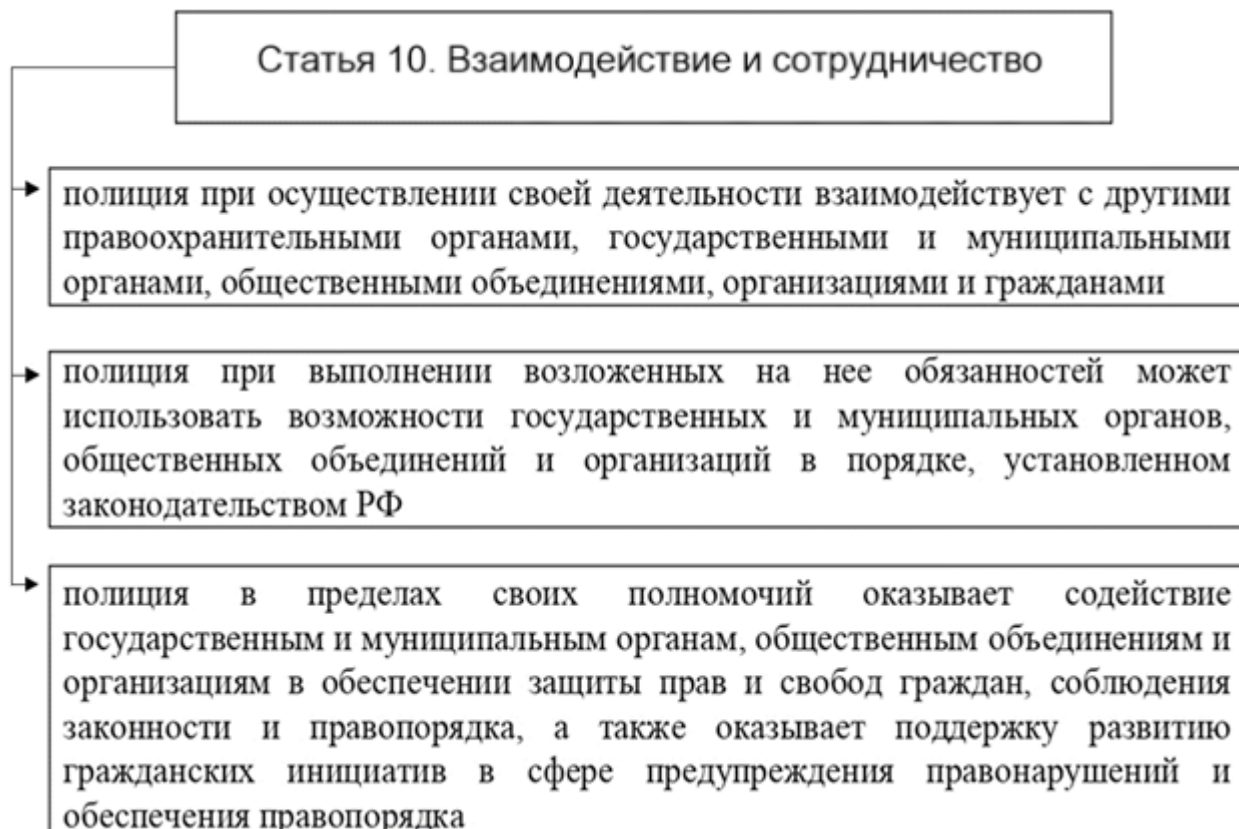 Статья 10. Взаимодействие и сотрудничество
полиция при осуществлении своей деятельности взаимодействует с другими
правоохранительными органами, государственными и муниципальными
органами, общественными объединениями, организациями и гражданами
полиция при выполнении возложенных на нее обязанностей может
использовать возможности государственных и муниципальных органов,
общественных объединений и организаций в порядке, установленном
законодательством РФ
полиция в пределах своих полномочий оказывает содействие
государственным и муниципальным органам, общественным объединениям и
организациям в обеспечении защиты прав и свобод граждан, соблюдения
законности и правопорядка, а также оказывает поддержку развитию
гражданских инициатив в сфере предупреждения правонарушений и
обеспечения правопорядка